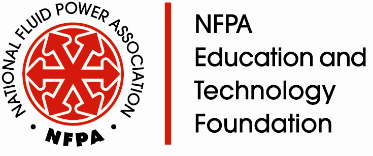 NATIONAL FLUID POWER ASSOCIATION
• NFPA •
NFPA
Education and
Technology
Foundation